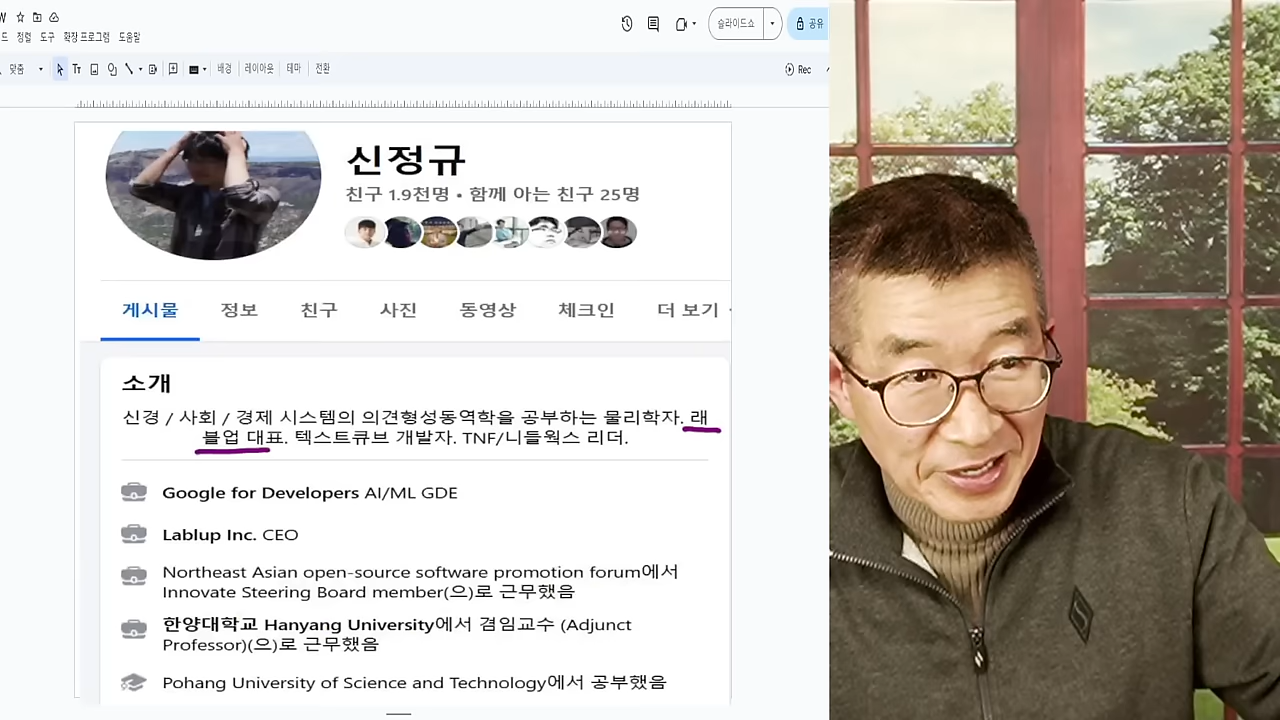 정렬 도구 확장 프로그램 도움말
슬라이드쇼
공유
맞춤
배경 레이아웃 테마 전환
Rec
신정규
친구 1.9천명 • 함께 아는 친구 25명
게시물 정보 친구 사진 동영상 체크인 더 보기
소개
신경 / 사회 / 경제 시스템의 의견형성동역학을 공부하는 물리학자. 래
블업 대표. 텍스트큐브 개발자. TNF/니들웍스 리더.
Google for Developers AI/ML GDE
Lablup Inc. CEO
Northeast Asian open-source software promotion forum에서
Innovate Steering Board member(으)로 근무했음
한양대학교 Hanyang University에서 겸임교수 (Adjunct
Professor)(으)로 근무했음
Pohang University of Science and Technology에서 공부했음